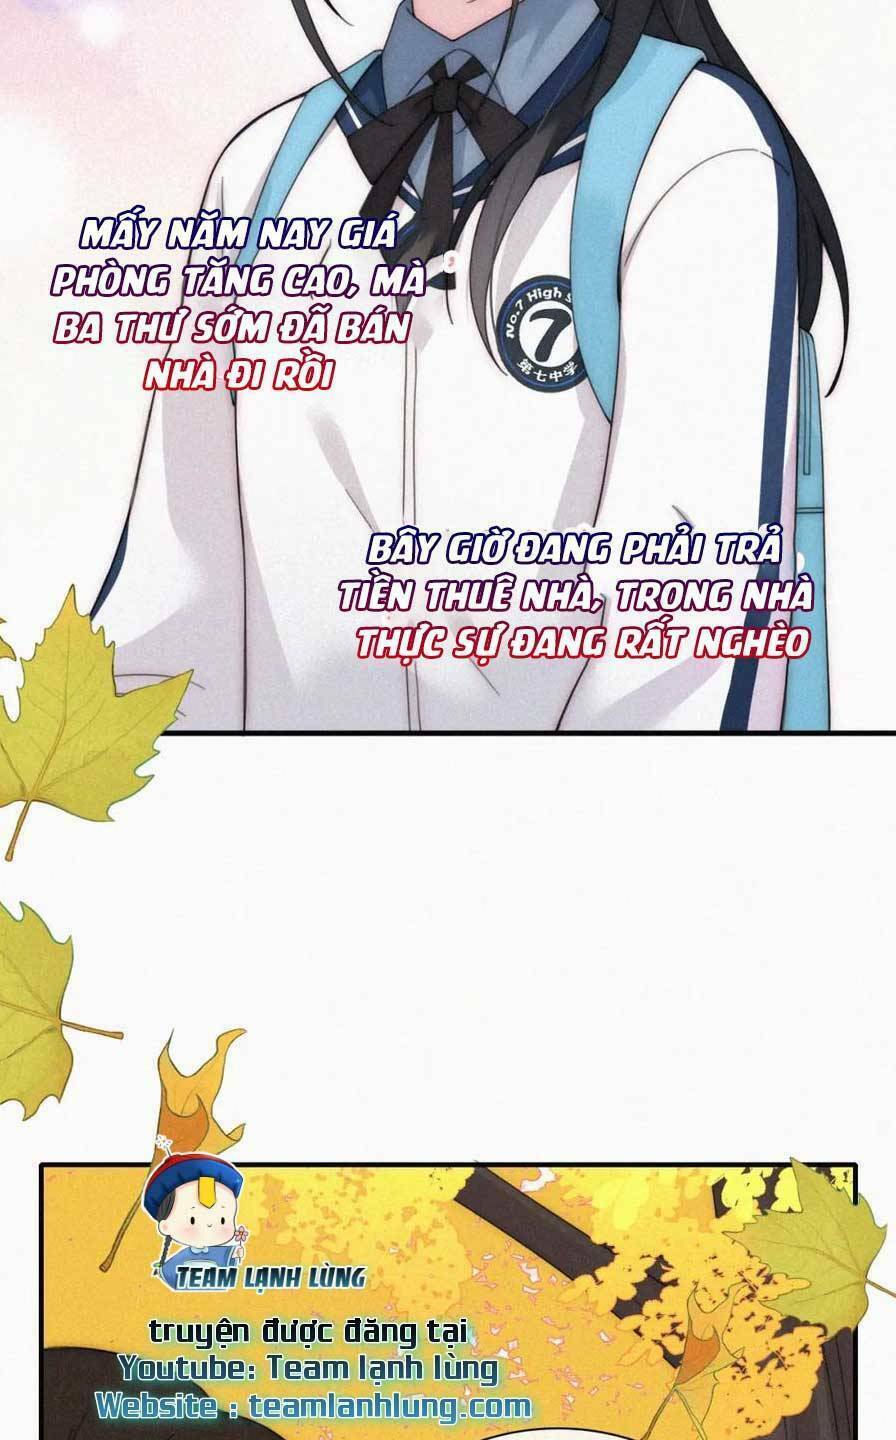 MẤY NĂM NAY GIÁ
PHÒNG TĂNG CAO, MÀ
BA THƯ SỚM ĐÃ BÁN
NHÀ ĐI RỒI
No.7 High S
7
第七中学
BÂY GIỜ ĐANG PHẢI TRẢ
TIỀN THUÊ NHÀ, TRONG NHÀ
THỰC SỰ ĐANG RẤT NGHÈO
TEAM LẠNH LÙNG
truyện được đăng tại
Youtube: Team lạnh lùng
Website : teamlanhlung.com